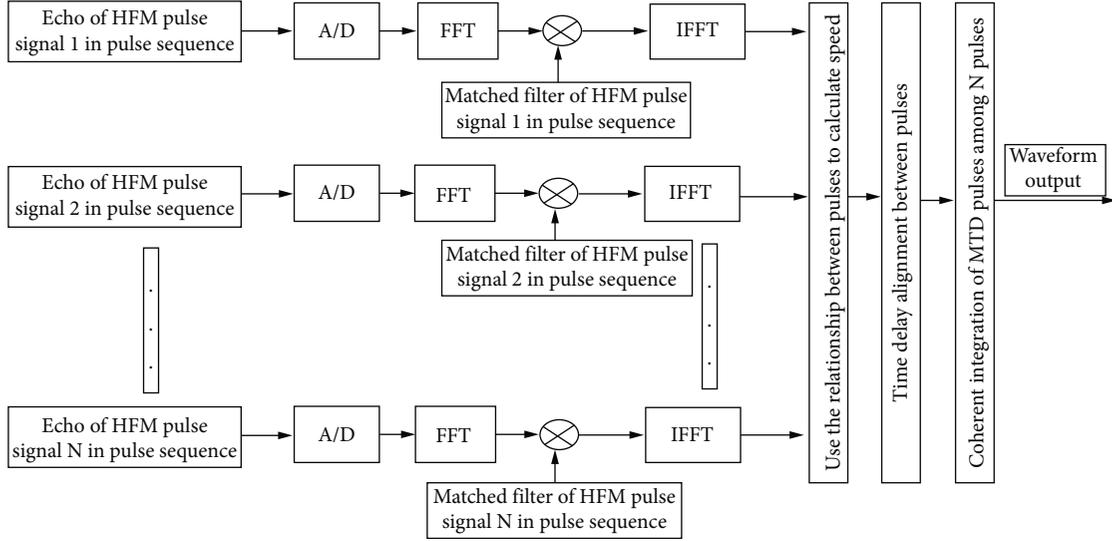 Echo of HFM pulse
signal 1 in pulse sequence
A/D
FFT
IFFT
Matched filter of HFM pulse
signal 1 in pulse sequence
Echo of HFM pulse
signal 2 in pulse sequence
A/D
FFT
IFFT
Matched filter of HFM pulse
signal 2 in pulse sequence
Echo of HFM pulse
signal N in pulse sequence
A/D
FFT
IFFT
Matched filter of HFM pulse
signal N in pulse sequence
Use the relationship between pulses to calculate speed
Time delay alignment between pulses
Coherent integration of MTD pulses among N pulses
Waveform
output